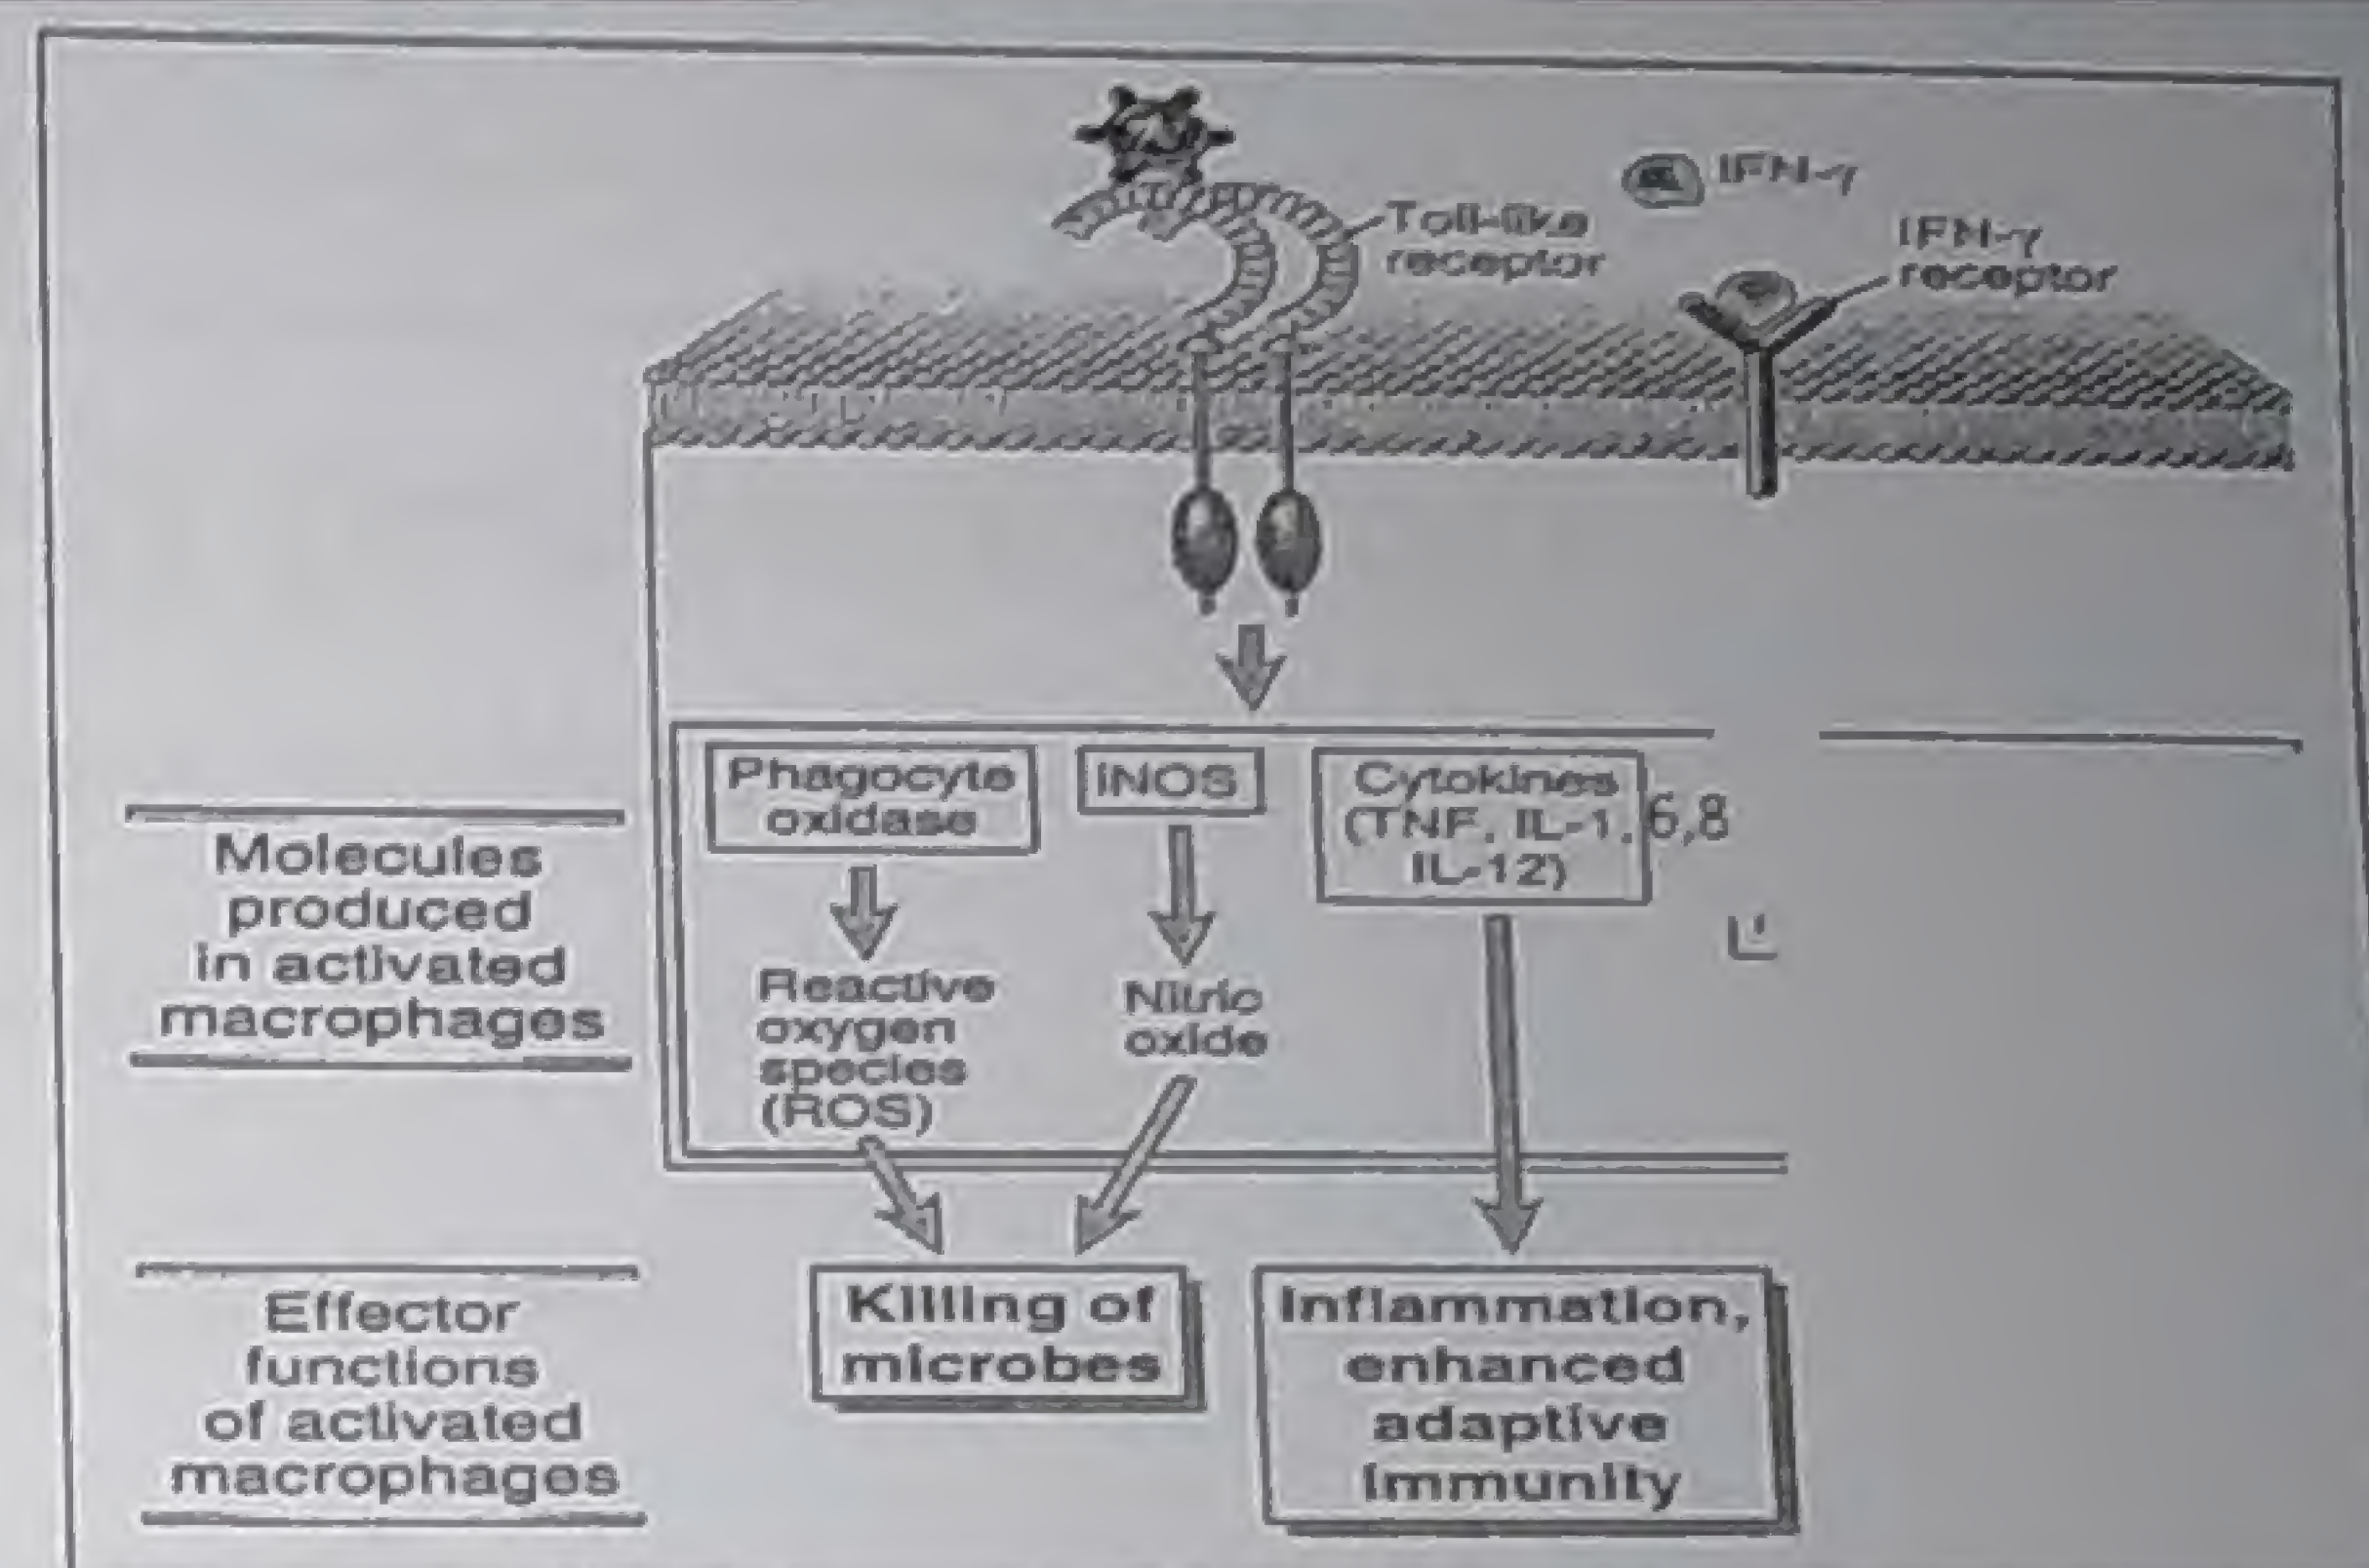 IFN-γ
Toll-like
receptor
IFN-γ
receptor
Phagocyte
oxidase
iNOS
Cytokines
(TNF, IL-1, 6,8
IL-12)
Molecules
produced
in activated
macrophages
Reactive
oxygen
species
(ROS)
Nitric
oxide
Effector
functions
of activated
macrophages
Killing of
microbes
Inflammation,
enhanced
adaptive
immunity